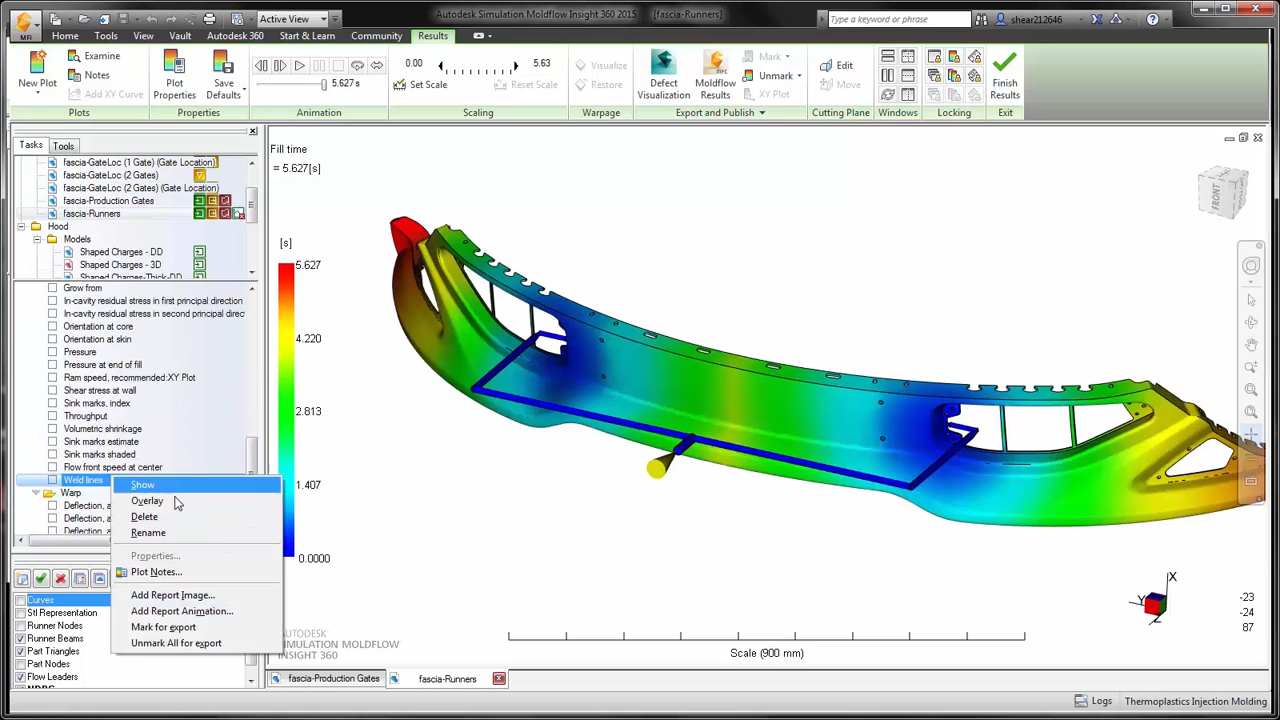 Active View
Autodesk Simulation Moldflow Insight 360 2015 [fascia-Runners]
Type a keyword or phrase
shear212646
MFI
Home
Tools
View
Vault
Autodesk 360
Start & Learn
Community
Results
New Plot
Examine
Notes
Add XY Curve
Plots
Plot Properties
Save Defaults
Properties
5.627 s
Animation
0.00
5.63
Set Scale
Reset Scale
Scaling
Visualize
Restore
Warpage
Defect Visualization
Moldflow Results
Mark
Unmark
XY Plot
Export and Publish
Edit
Move
Cutting Plane
Windows
Locking
Finish Results
Exit
Tasks
Tools
fascia-GateLoc (1 Gate) (Gate Location)
fascia-GateLoc (2 Gates)
fascia-GateLoc (2 Gates) (Gate Location)
fascia-Production Gates
fascia-Runners
Hood
Models
Shaped Charges - DD
Shaped Charges - 3D
Shaped Charges-Thick-DD
Grow from
In-cavity residual stress in first principal direction
In-cavity residual stress in second principal direc
Orientation at core
Orientation at skin
Pressure
Pressure at end of fill
Ram speed, recommended:XY Plot
Shear stress at wall
Sink marks, index
Throughput
Volumetric shrinkage
Sink marks estimate
Sink marks shaded
Flow front speed at center
Weld lines
Warp
Deflection, a
Deflection, a
Deflection, a
Show
Overlay
Delete
Rename
Properties...
Plot Notes...
Add Report Image...
Add Report Animation...
Mark for export
Unmark All for export
Curves
Stl Representation
Runner Nodes
Runner Beams
Part Triangles
Part Nodes
Flow Leaders
Fill time
= 5.627[s]
[s]
5.627
4.220
2.813
1.407
0.0000
FRONT
AUTODESK
SIMULATION MOLDFLOW
INSIGHT 360
Scale (900 mm)
X
Y
Z
-23
-24
87
fascia-Production Gates
fascia-Runners
Logs
Thermoplastics Injection Molding